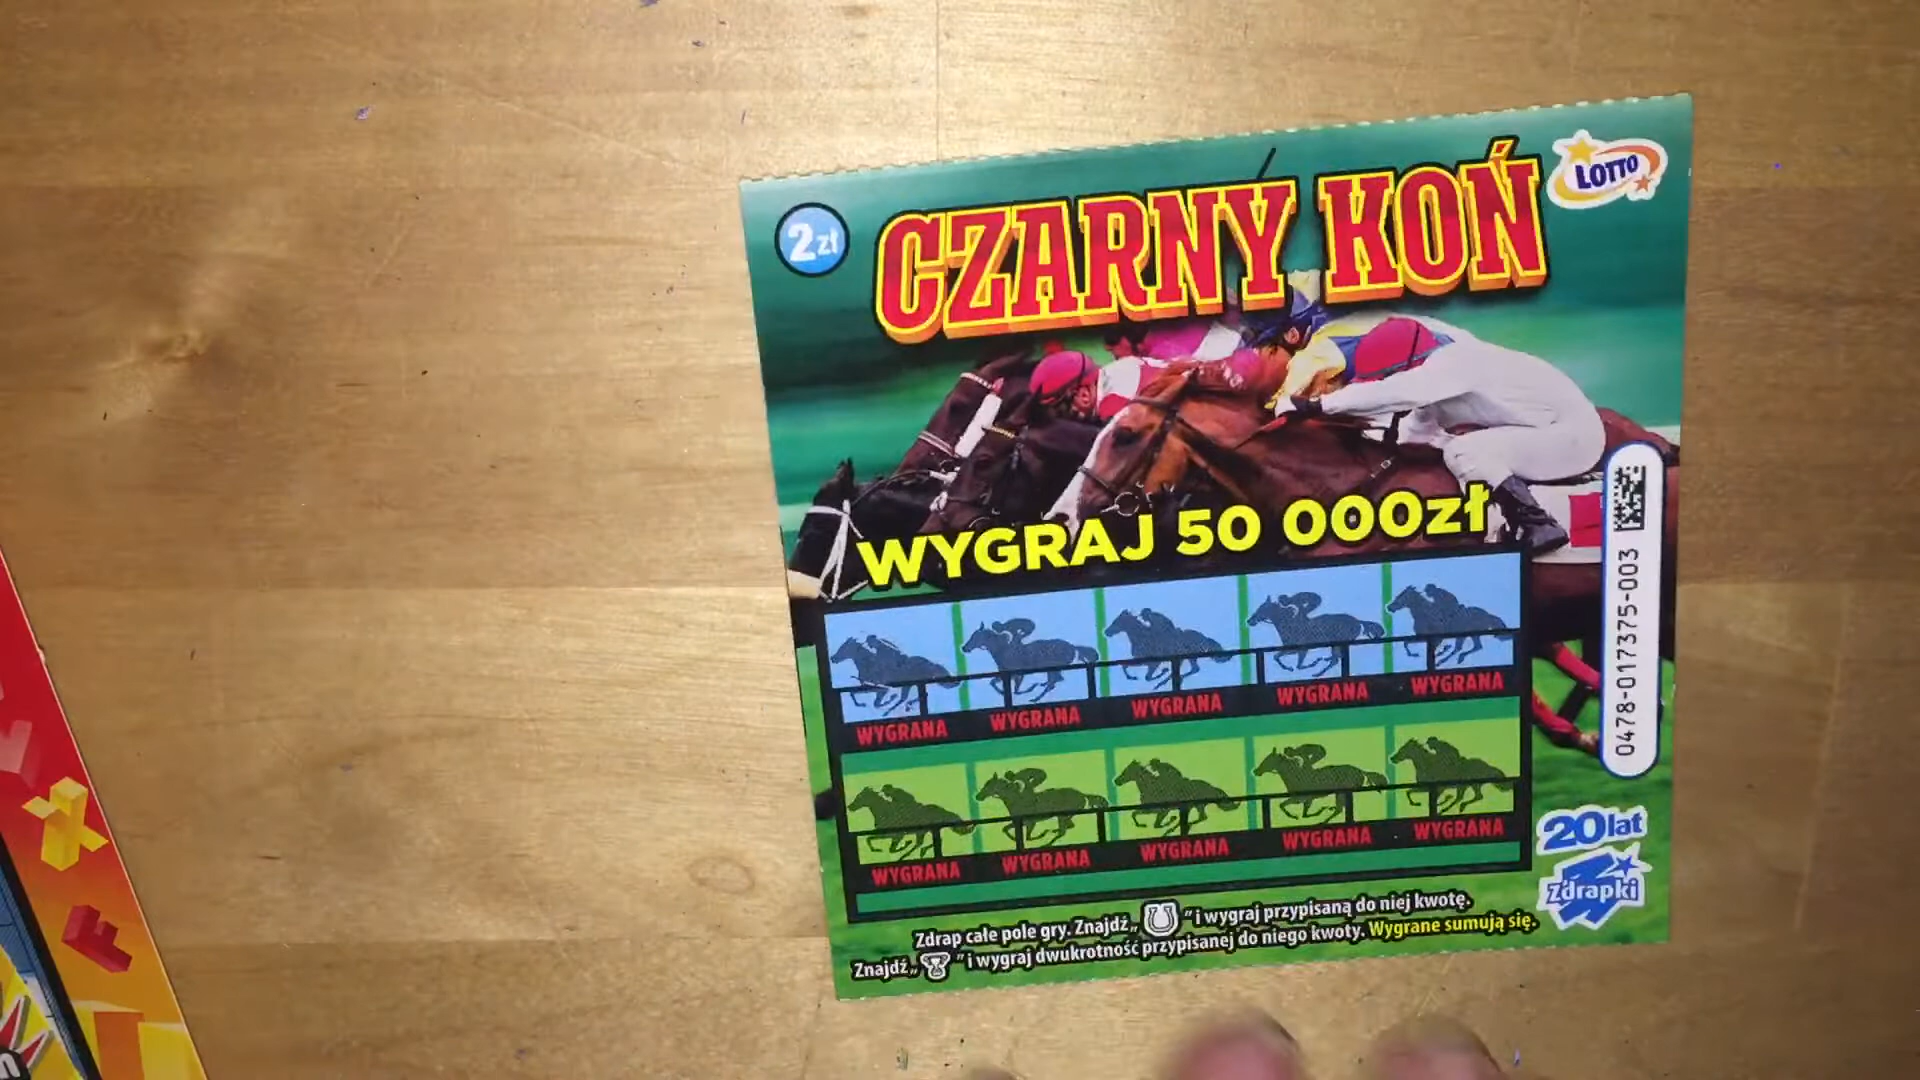 2zł
CZARNY KOŃ
LOTTO
WYGRAJ 50 000zł
WYGRANA WYGRANA WYGRANA WYGRANA WYGRANA
WYGRANA WYGRANA WYGRANA WYGRANA WYGRANA
0478-017375-003
20 lat
Zdrapki
Zdrap całe pole gry. Znajdź „ ” i wygraj przypisaną do niej kwotę.
Znajdź „ ” i wygraj dwukrotność przypisanej do niego kwoty. Wygrane sumują się.